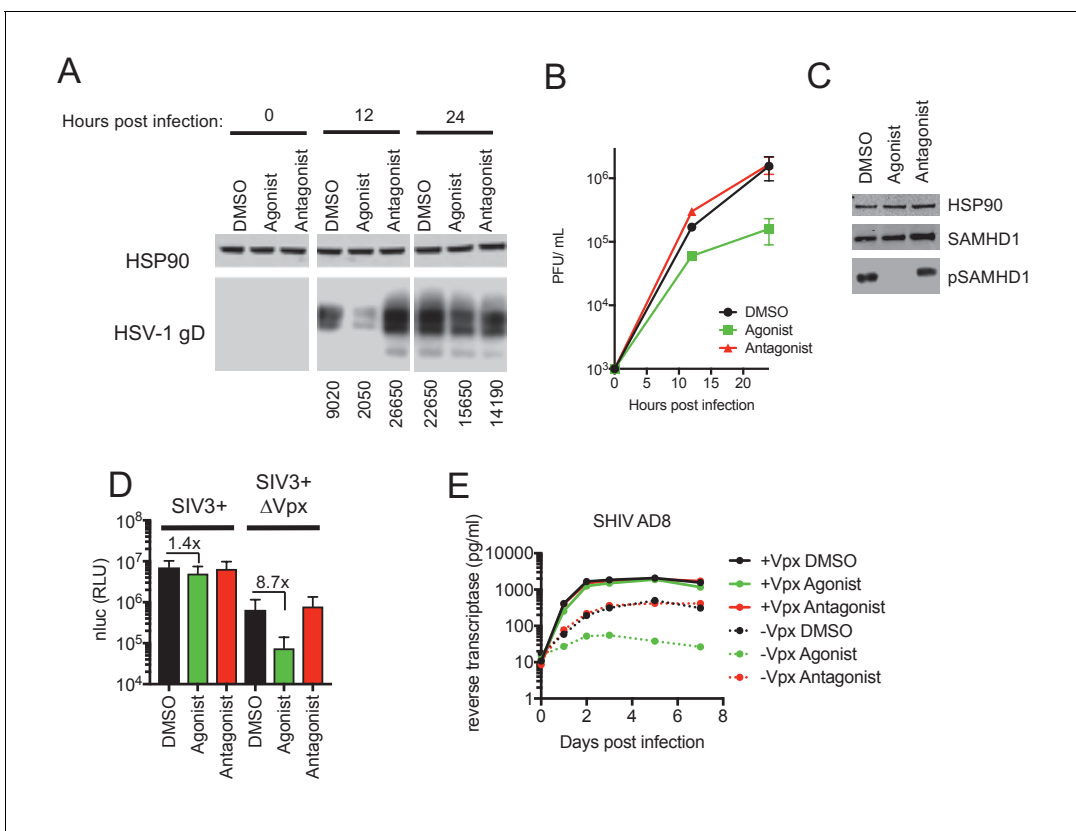 A
Hours post infection: 0 12 24
DMSO Agonist Antagonist DMSO Agonist Antagonist DMSO Agonist Antagonist
HSP90
HSV-1 gD
9020 2050 26650 22650 15650 14190
B
PFU/ mL
10⁶
10⁵
10⁴
10³
0 5 10 15 20
Hours post infection
DMSO
Agonist
Antagonist
C
DMSO Agonist Antagonist
HSP90
SAMHD1
pSAMHD1
D
SIV3+
SIV3+
ΔVpx
1.4x
8.7x
nluc (RLU)
10⁸
10⁷
10⁶
10⁵
10⁴
DMSO Agonist Antagonist DMSO Agonist Antagonist
E
SHIV AD8
reverse transcriptase (pg/ml)
10000
1000
100
10
1
0 2 4 6 8
Days post infection
+Vpx DMSO
+Vpx Agonist
+Vpx Antagonist
-Vpx DMSO
-Vpx Agonist
-Vpx Antagonist